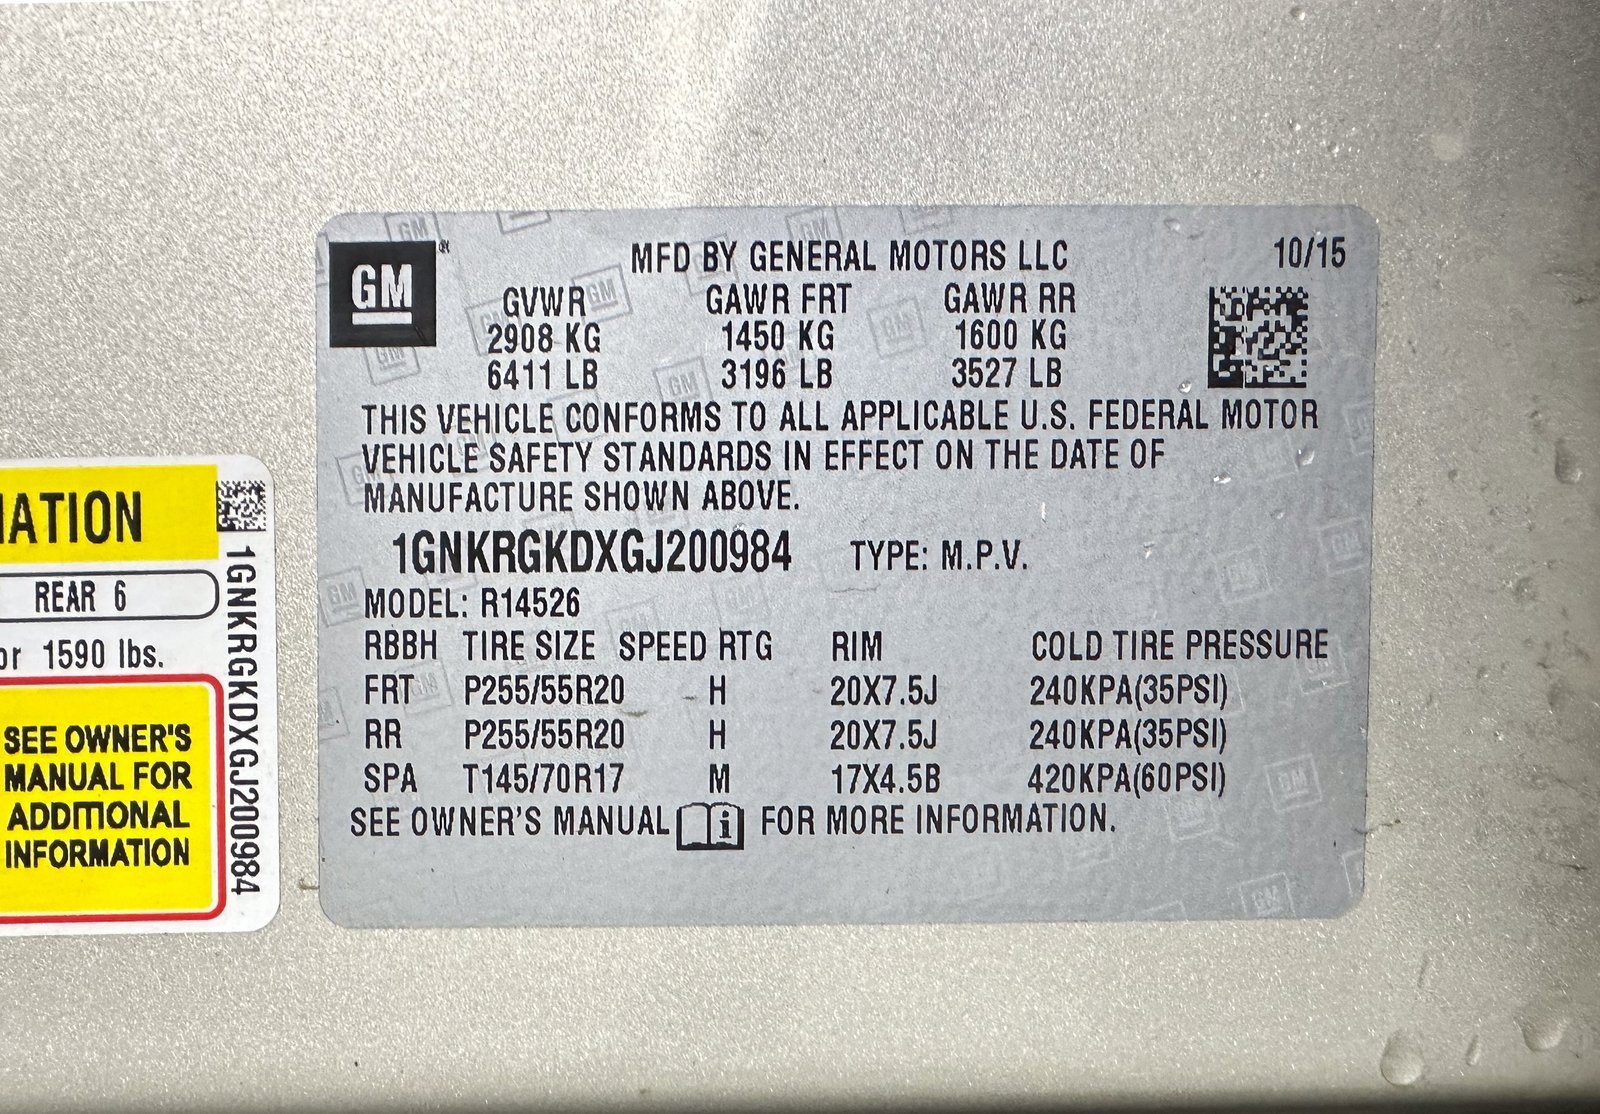 GM
MFD BY GENERAL MOTORS LLC 10/15
GVWR GAWR FRT GAWR RR
2908 KG 1450 KG 1600 KG
6411 LB 3196 LB 3527 LB
THIS VEHICLE CONFORMS TO ALL APPLICABLE U.S. FEDERAL MOTOR
VEHICLE SAFETY STANDARDS IN EFFECT ON THE DATE OF
MANUFACTURE SHOWN ABOVE.
1GNKRGKDXGJ200984 TYPE: M.P.V.
MODEL: R14526
RBBH TIRE SIZE SPEED RTG RIM COLD TIRE PRESSURE
FRT P255/55R20 H 20X7.5J 240KPA(35PSI)
RR P255/55R20 H 20X7.5J 240KPA(35PSI)
SPA T145/70R17 M 17X4.5B 420KPA(60PSI)
SEE OWNER'S MANUAL i FOR MORE INFORMATION.
MATION
REAR 6
or 1590 lbs.
SEE OWNER'S
MANUAL FOR
ADDITIONAL
INFORMATION
1GNKRGKDXGJ200984